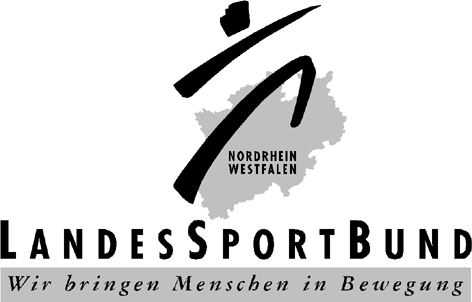 NORDRHEIN
WESTFALEN
LANDESSPORTBUND
Wir bringen Menschen in Bewegung